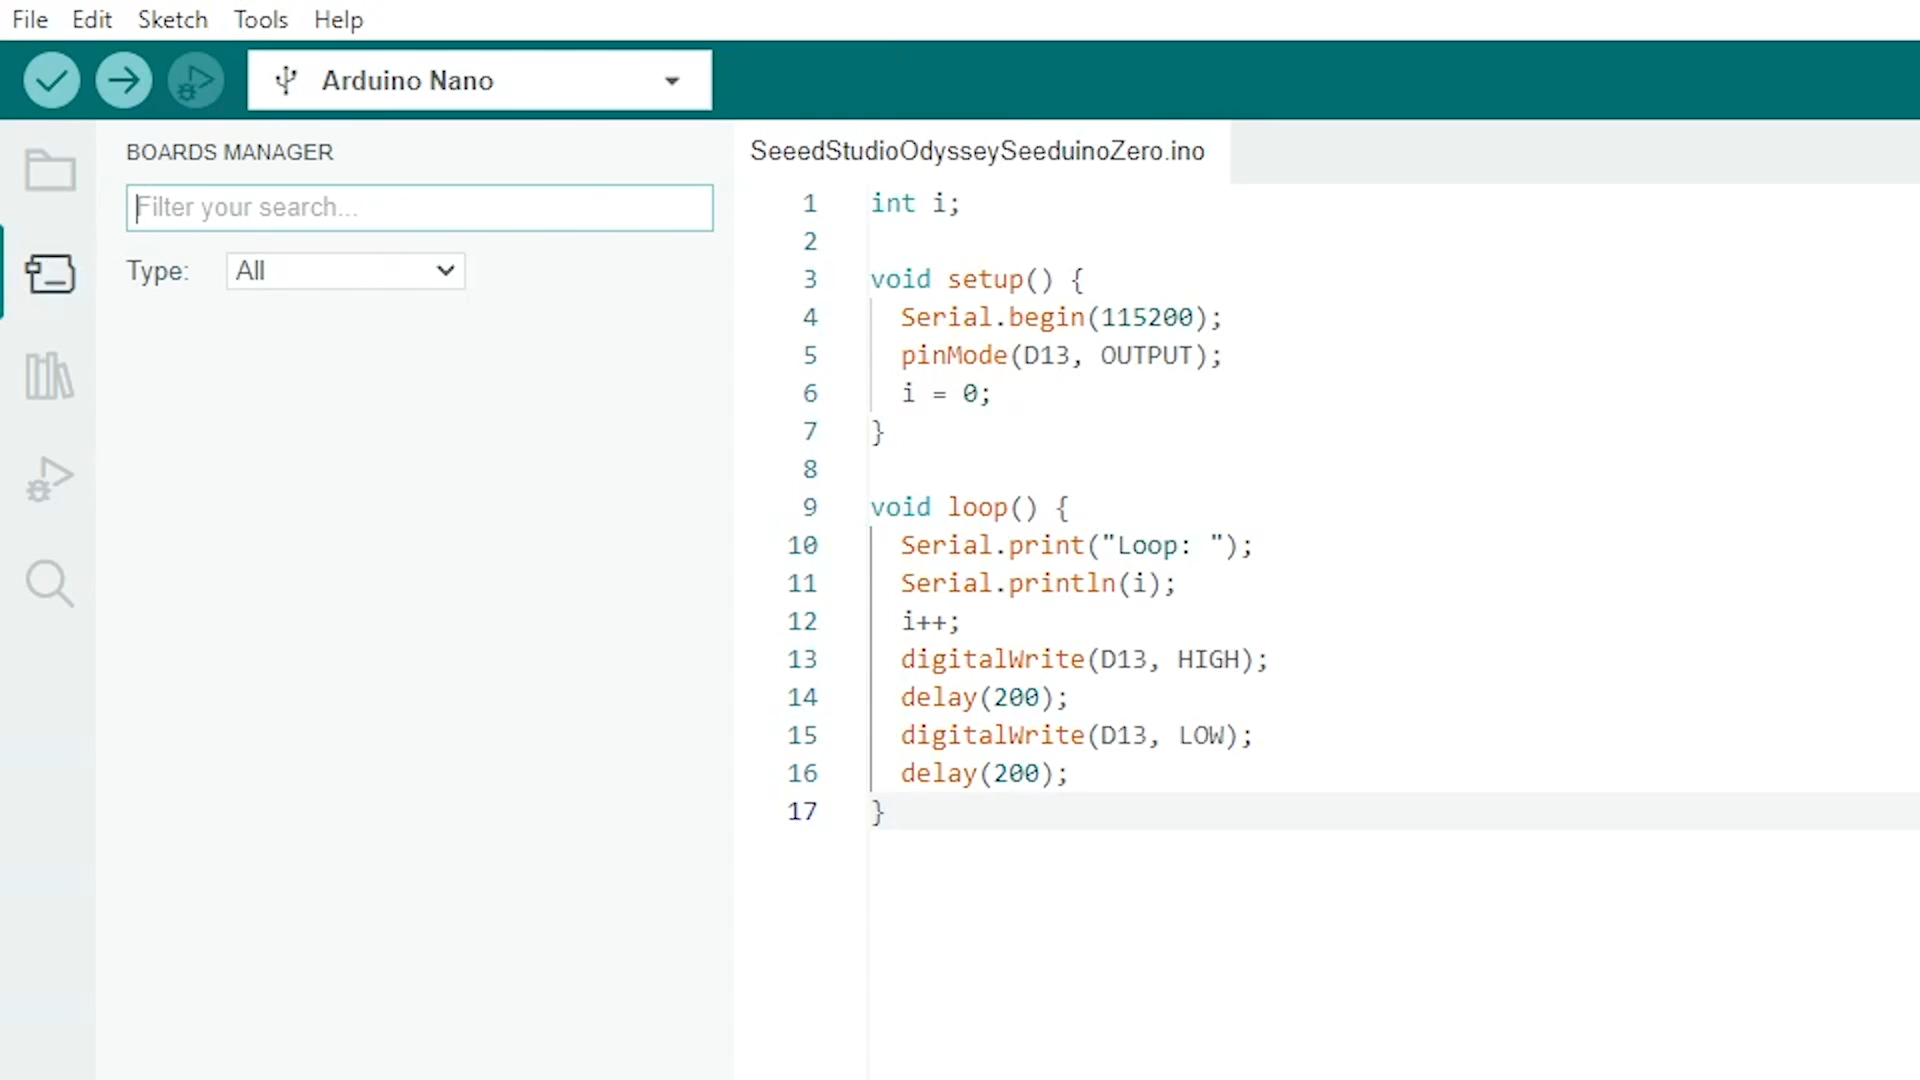 File Edit Sketch Tools Help
Arduino Nano
BOARDS MANAGER
Filter your search...
Type: All
SeeedStudioOdysseySeeduinoZero.ino
1 int i;
2
3 void setup() {
4 Serial.begin(115200);
5 pinMode(D13, OUTPUT);
6 i = 0;
7 }
8
9 void loop() {
10 Serial.print("Loop: ");
11 Serial.println(i);
12 i++;
13 digitalWrite(D13, HIGH);
14 delay(200);
15 digitalWrite(D13, LOW);
16 delay(200);
17 }